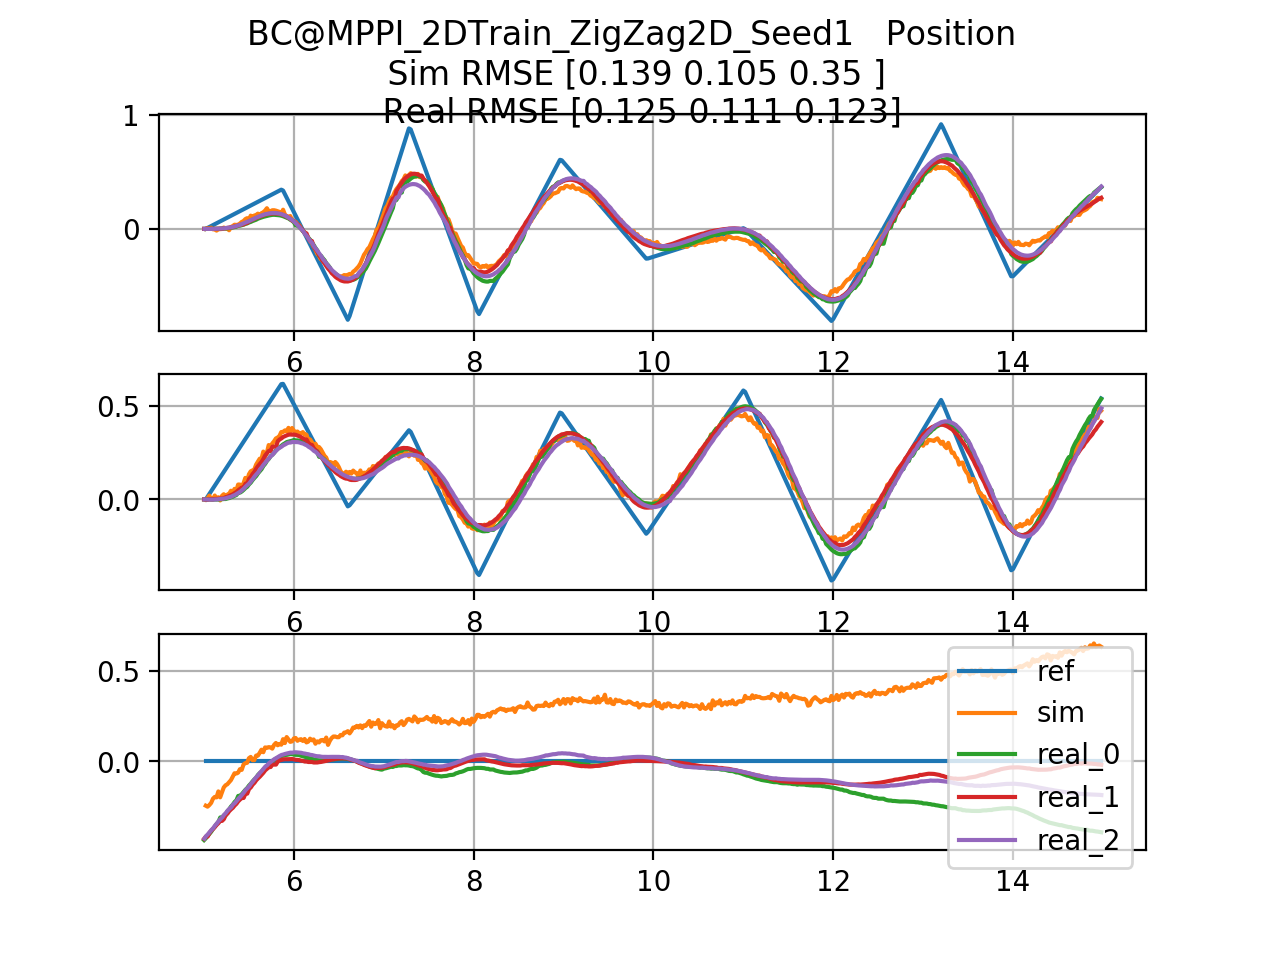 BC@MPPI_2DTrain_ZigZag2D_Seed1 Position
Sim RMSE [0.139 0.105 0.35 ]
Real RMSE [0.125 0.111 0.123]
1
0
6 8 10 12 14
0.5
0.0
6 8 10 12 14
0.5
0.0
ref
sim
real_0
real_1
real_2
6 8 10 12 14